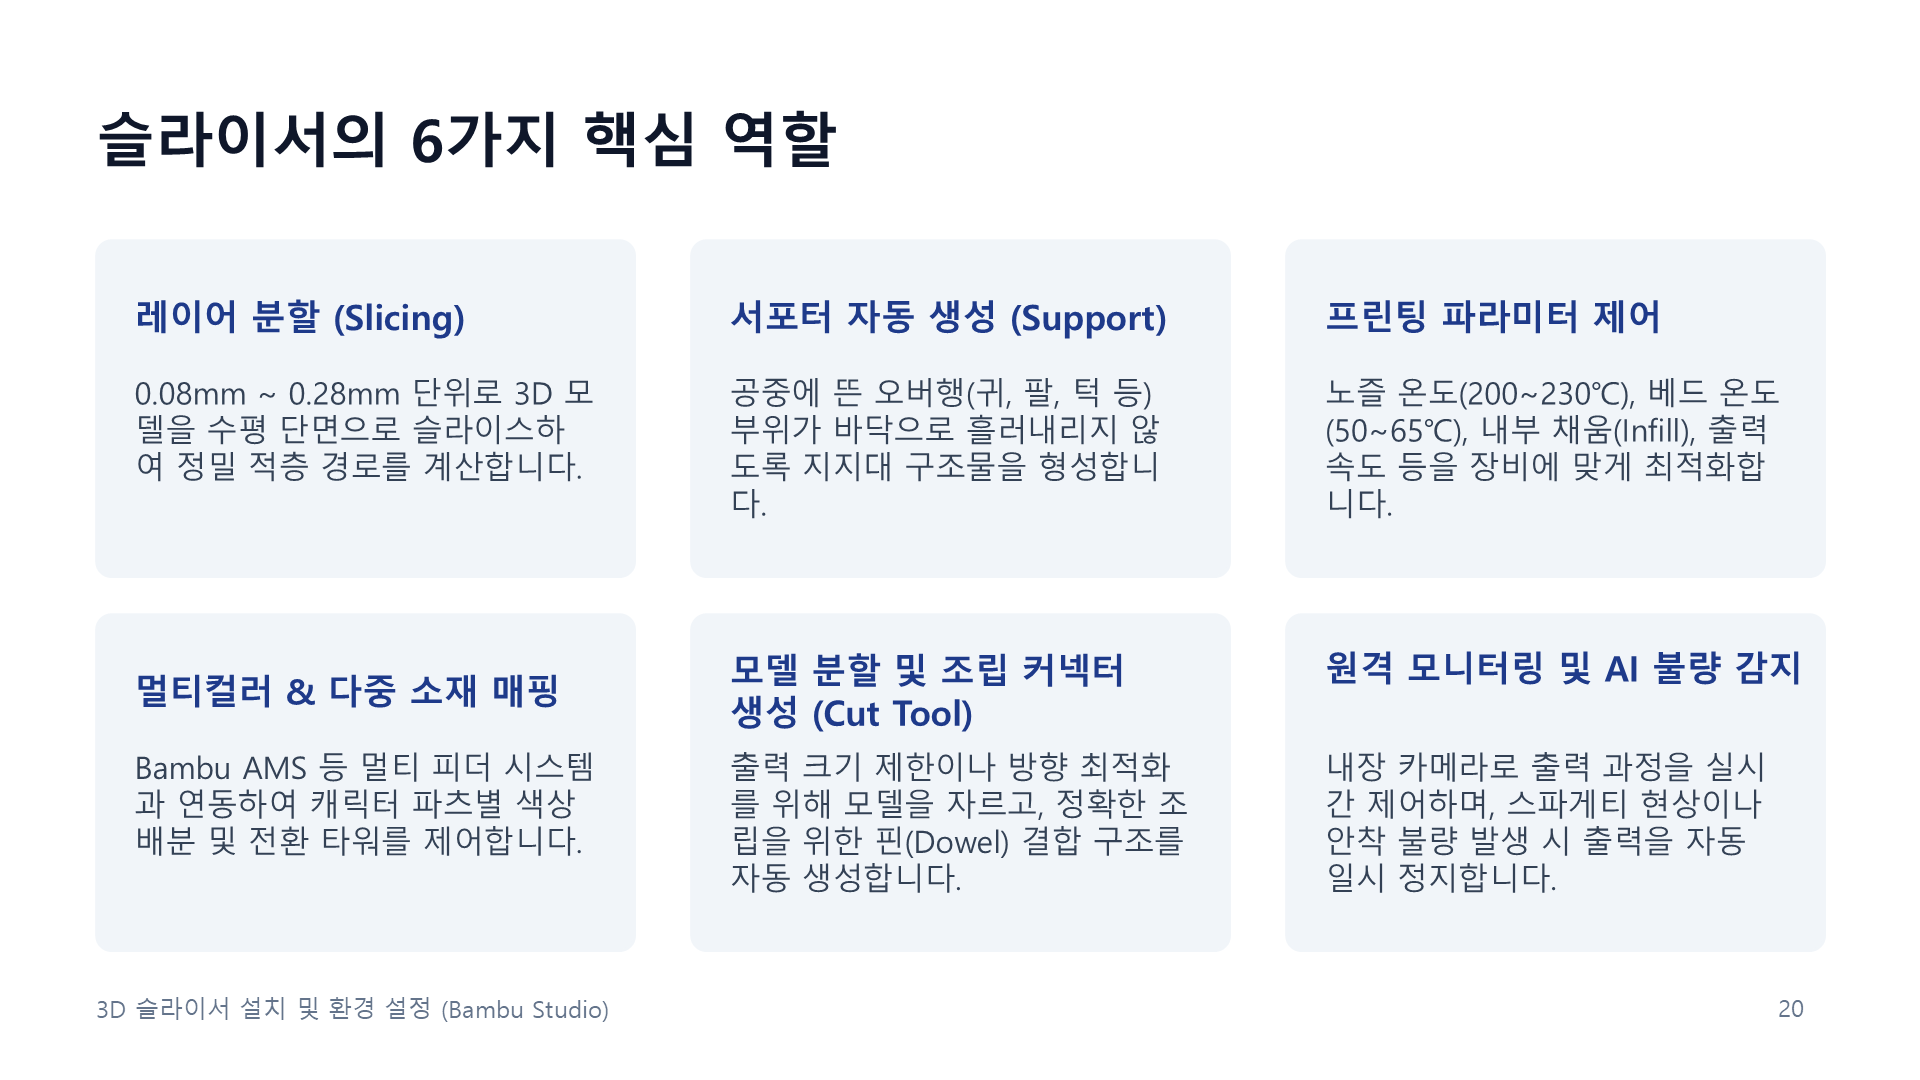 슬라이서의 6가지 핵심 역할
레이어 분할 (Slicing)
0.08mm ~ 0.28mm 단위로 3D 모
델을 수평 단면으로 슬라이스하
여 정밀 적층 경로를 계산합니다.
서포터 자동 생성 (Support)
공중에 뜬 오버행(귀, 팔, 턱 등)
부위가 바닥으로 흘러내리지 않
도록 지지대 구조물을 형성합니
다.
프린팅 파라미터 제어
노즐 온도(200~230℃), 베드 온도
(50~65℃), 내부 채움(Infill), 출력
속도 등을 장비에 맞게 최적화합
니다.
멀티컬러 & 다중 소재 매핑
Bambu AMS 등 멀티 피더 시스템
과 연동하여 캐릭터 파츠별 색상
배분 및 전환 타워를 제어합니다.
모델 분할 및 조립 커넥터
생성 (Cut Tool)
출력 크기 제한이나 방향 최적화
를 위해 모델을 자르고, 정확한 조
립을 위한 핀(Dowel) 결합 구조를
자동 생성합니다.
원격 모니터링 및 AI 불량 감지
내장 카메라로 출력 과정을 실시
간 제어하며, 스파게티 현상이나
안착 불량 발생 시 출력을 자동
일시 정지합니다.
3D 슬라이서 설치 및 환경 설정 (Bambu Studio)
20